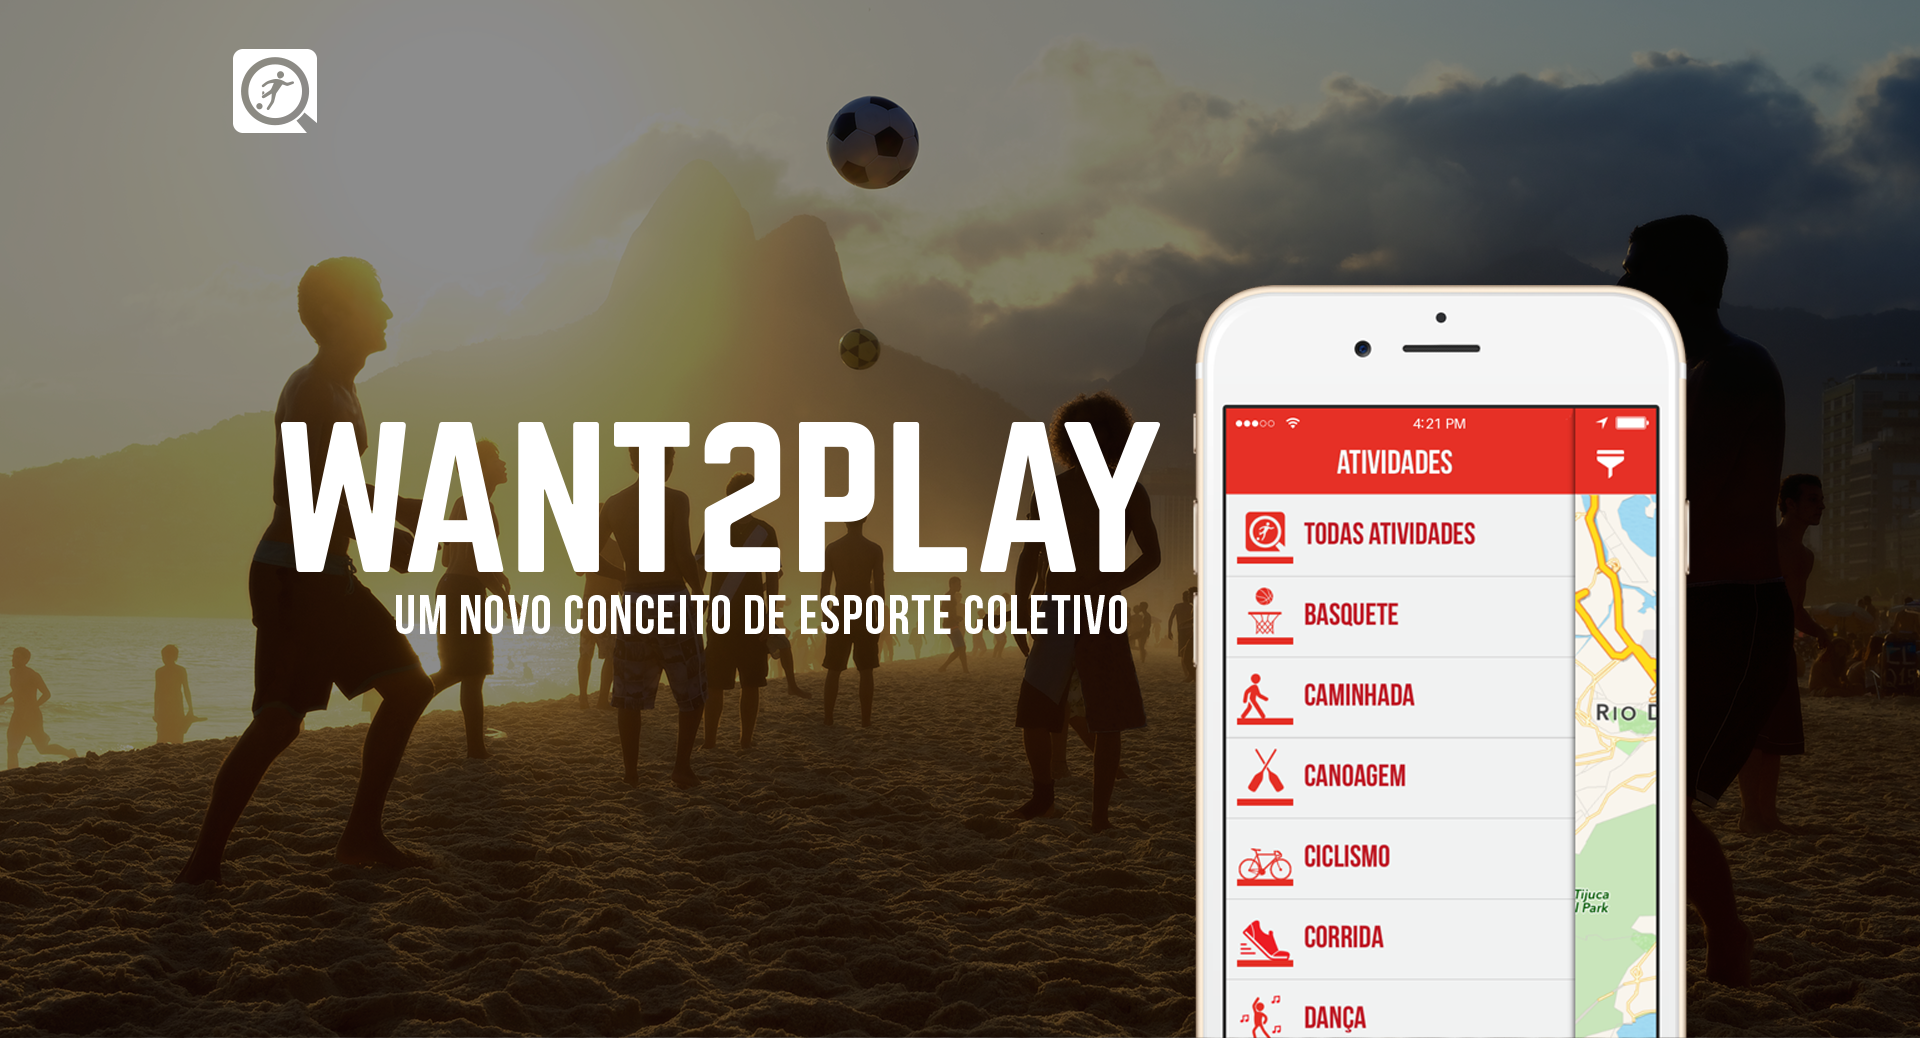 WANT2PLAY
UM NOVO CONCEITO DE ESPORTE COLETIVO
4:21 PM
ATIVIDADES
TODAS ATIVIDADES
BASQUETE
CAMINHADA
CANOAGEM
CICLISMO
CORRIDA
DANÇA
RIO D
Tijuca
l Park